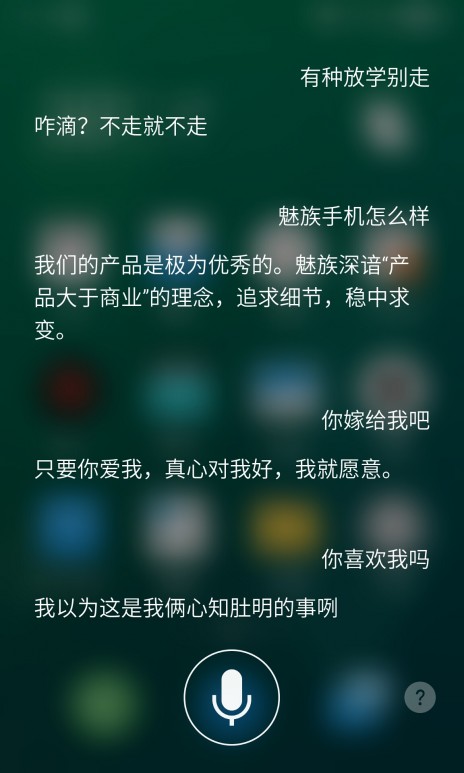 有种放学别走
咋滴？不走就不走
魅族手机怎么样
我们的产品是极为优秀的。魅族深谙“产
品大于商业”的理念，追求细节，稳中求
变。
你嫁给我吧
只要你爱我，真心对我好，我就愿意。
你喜欢我吗
我以为这是我俩心知肚明的事咧
?